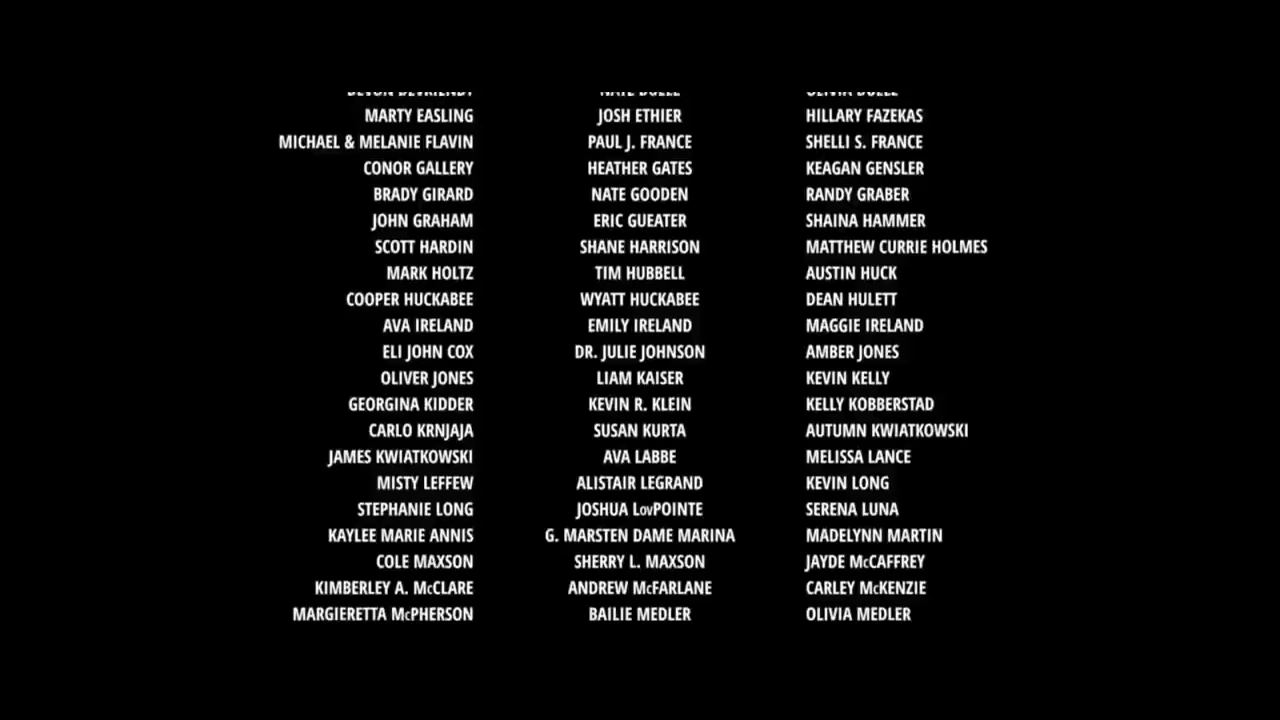 MARTY EASLING JOSH ETHIER HILLARY FAZEKAS
MICHAEL & MELANIE FLAVIN PAUL J. FRANCE SHELLI S. FRANCE
CONOR GALLERY HEATHER GATES KEAGAN GENSLER
BRADY GIRARD NATE GOODEN RANDY GRABER
JOHN GRAHAM ERIC GUEATER SHAINA HAMMER
SCOTT HARDIN SHANE HARRISON MATTHEW CURRIE HOLMES
MARK HOLTZ TIM HUBBELL AUSTIN HUCK
COOPER HUCKABEE WYATT HUCKABEE DEAN HULETT
AVA IRELAND EMILY IRELAND MAGGIE IRELAND
ELI JOHN COX DR. JULIE JOHNSON AMBER JONES
OLIVER JONES LIAM KAISER KEVIN KELLY
GEORGINA KIDDER KEVIN R. KLEIN KELLY KOBBERSTAD
CARLO KRNJAJA SUSAN KURTA AUTUMN KWIATKOWSKI
JAMES KWIATKOWSKI AVA LABBE MELISSA LANCE
MISTY LEFFEW ALISTAIR LEGRAND KEVIN LONG
STEPHANIE LONG JOSHUA LovPOINTE SERENA LUNA
KAYLEE MARIE ANNIS G. MARSTEN DAME MARINA MADELYNN MARTIN
COLE MAXSON SHERRY L. MAXSON JAYDE McCAFFREY
KIMBERLEY A. McCLARE ANDREW McFARLANE CARLEY McKENZIE
MARGIERETTA McPHERSON BAILIE MEDLER OLIVIA MEDLER